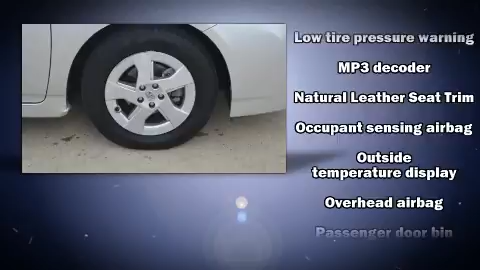 Low tire pressure warning
MP3 decoder
Natural Leather Seat Trim
Occupant sensing airbag
Outside
temperature display
Overhead airbag
Passenger door bin